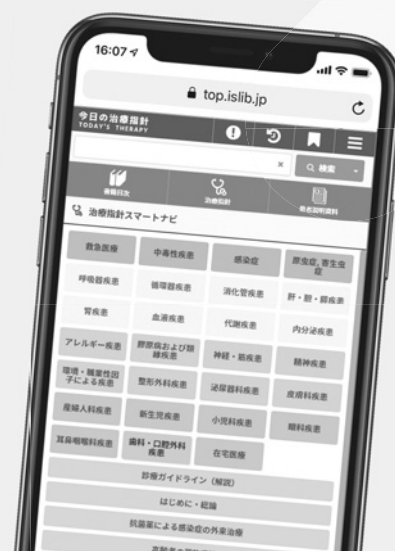 16:07
top.islib.jp
今日の治療指針
TODAY'S THERAPY
× 検索
書籍目次
治療指針
患者説明資料
治療指針スマートナビ
救急医療 中毒性疾患 感染症 原虫症, 寄生虫
症
呼吸器疾患 循環器疾患 消化管疾患 肝・胆・膵疾患
腎疾患 血液疾患 代謝疾患 内分泌疾患
アレルギー疾患 膠原病および類
縁疾患 神経・筋疾患 精神疾患
環境・職業性因
子による疾患 整形外科疾患 泌尿器科疾患 皮膚科疾患
産婦人科疾患 新生児疾患 小児科疾患 眼科疾患
耳鼻咽喉科疾患 歯科・口腔外科
疾患 在宅医療
診療ガイドライン（解説）
はじめに・総論
抗菌薬による感染症の外来治療